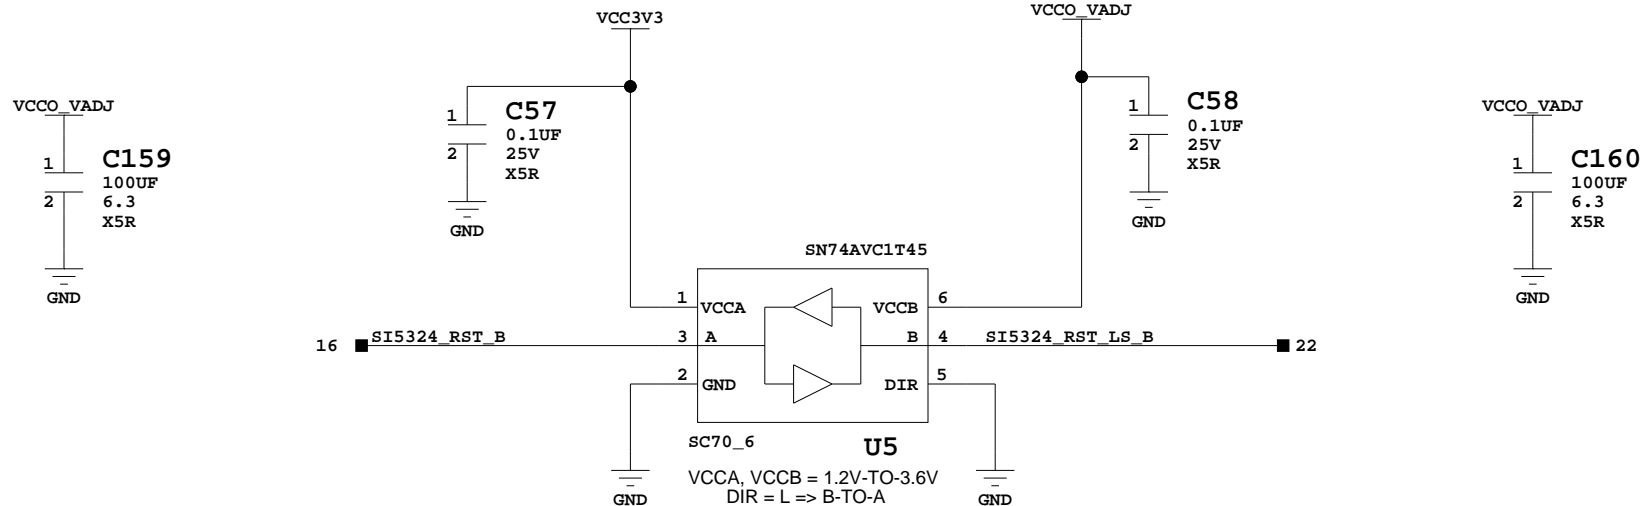 VCC3V3
VCCO_VADJ
VCCO_VADJ
1
2
C159
100UF
6.3
X5R
GND
1
2
C57
0.1UF
25V
X5R
GND
1
2
C58
0.1UF
25V
X5R
GND
VCCO_VADJ
1
2
C160
100UF
6.3
X5R
GND
SN74AVC1T45
1 VCCA VCCB 6
16 SI5324_RST_B 3 A B 4 SI5324_RST_LS_B 22
2 GND DIR 5
SC70_6 U5
GND
VCCA, VCCB = 1.2V-TO-3.6V
DIR = L => B-TO-A
GND